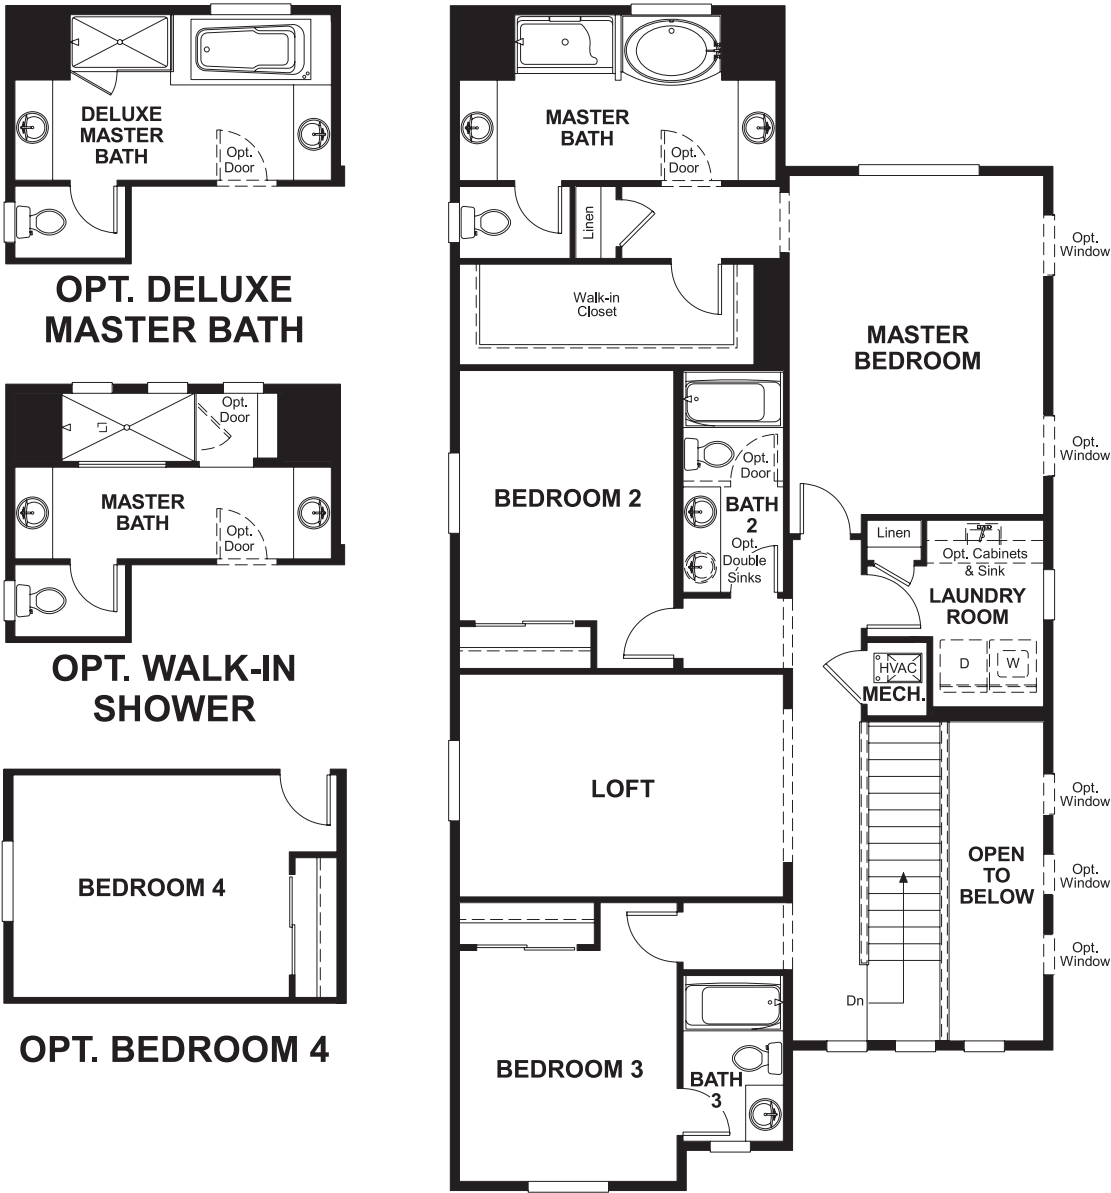 DELUXE
MASTER
BATH
Opt.
Door
OPT. DELUXE
MASTER BATH
Opt.
Door
MASTER
BATH
Opt.
Door
OPT. WALK-IN
SHOWER
BEDROOM 4
OPT. BEDROOM 4
MASTER
BATH
Opt.
Door
Linen
Walk-in
Closet
MASTER
BEDROOM
Opt.
Window
Opt.
Window
BEDROOM 2
Opt.
Door
BATH
2
Opt.
Double
Sinks
Linen
Opt. Cabinets
& Sink
LAUNDRY
ROOM
D
W
HVAC
MECH.
LOFT
OPEN
TO
BELOW
Opt.
Window
Opt.
Window
Opt.
Window
Dn
BEDROOM 3
BATH
3